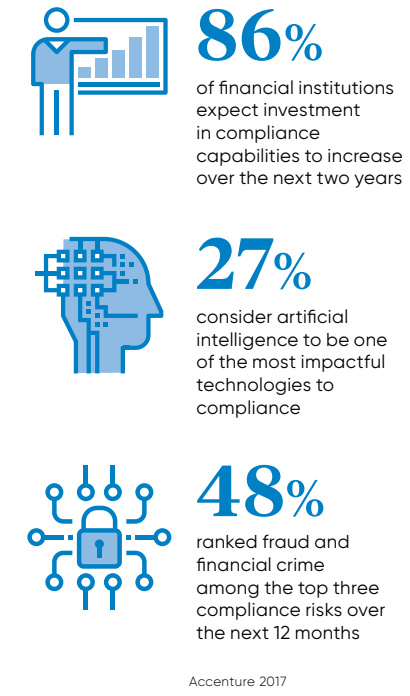 86%
of financial institutions
expect investment
in compliance
capabilities to increase
over the next two years
27%
consider artificial
intelligence to be one
of the most impactful
technologies to
compliance
48%
ranked fraud and
financial crime
among the top three
compliance risks over
the next 12 months
Accenture 2017